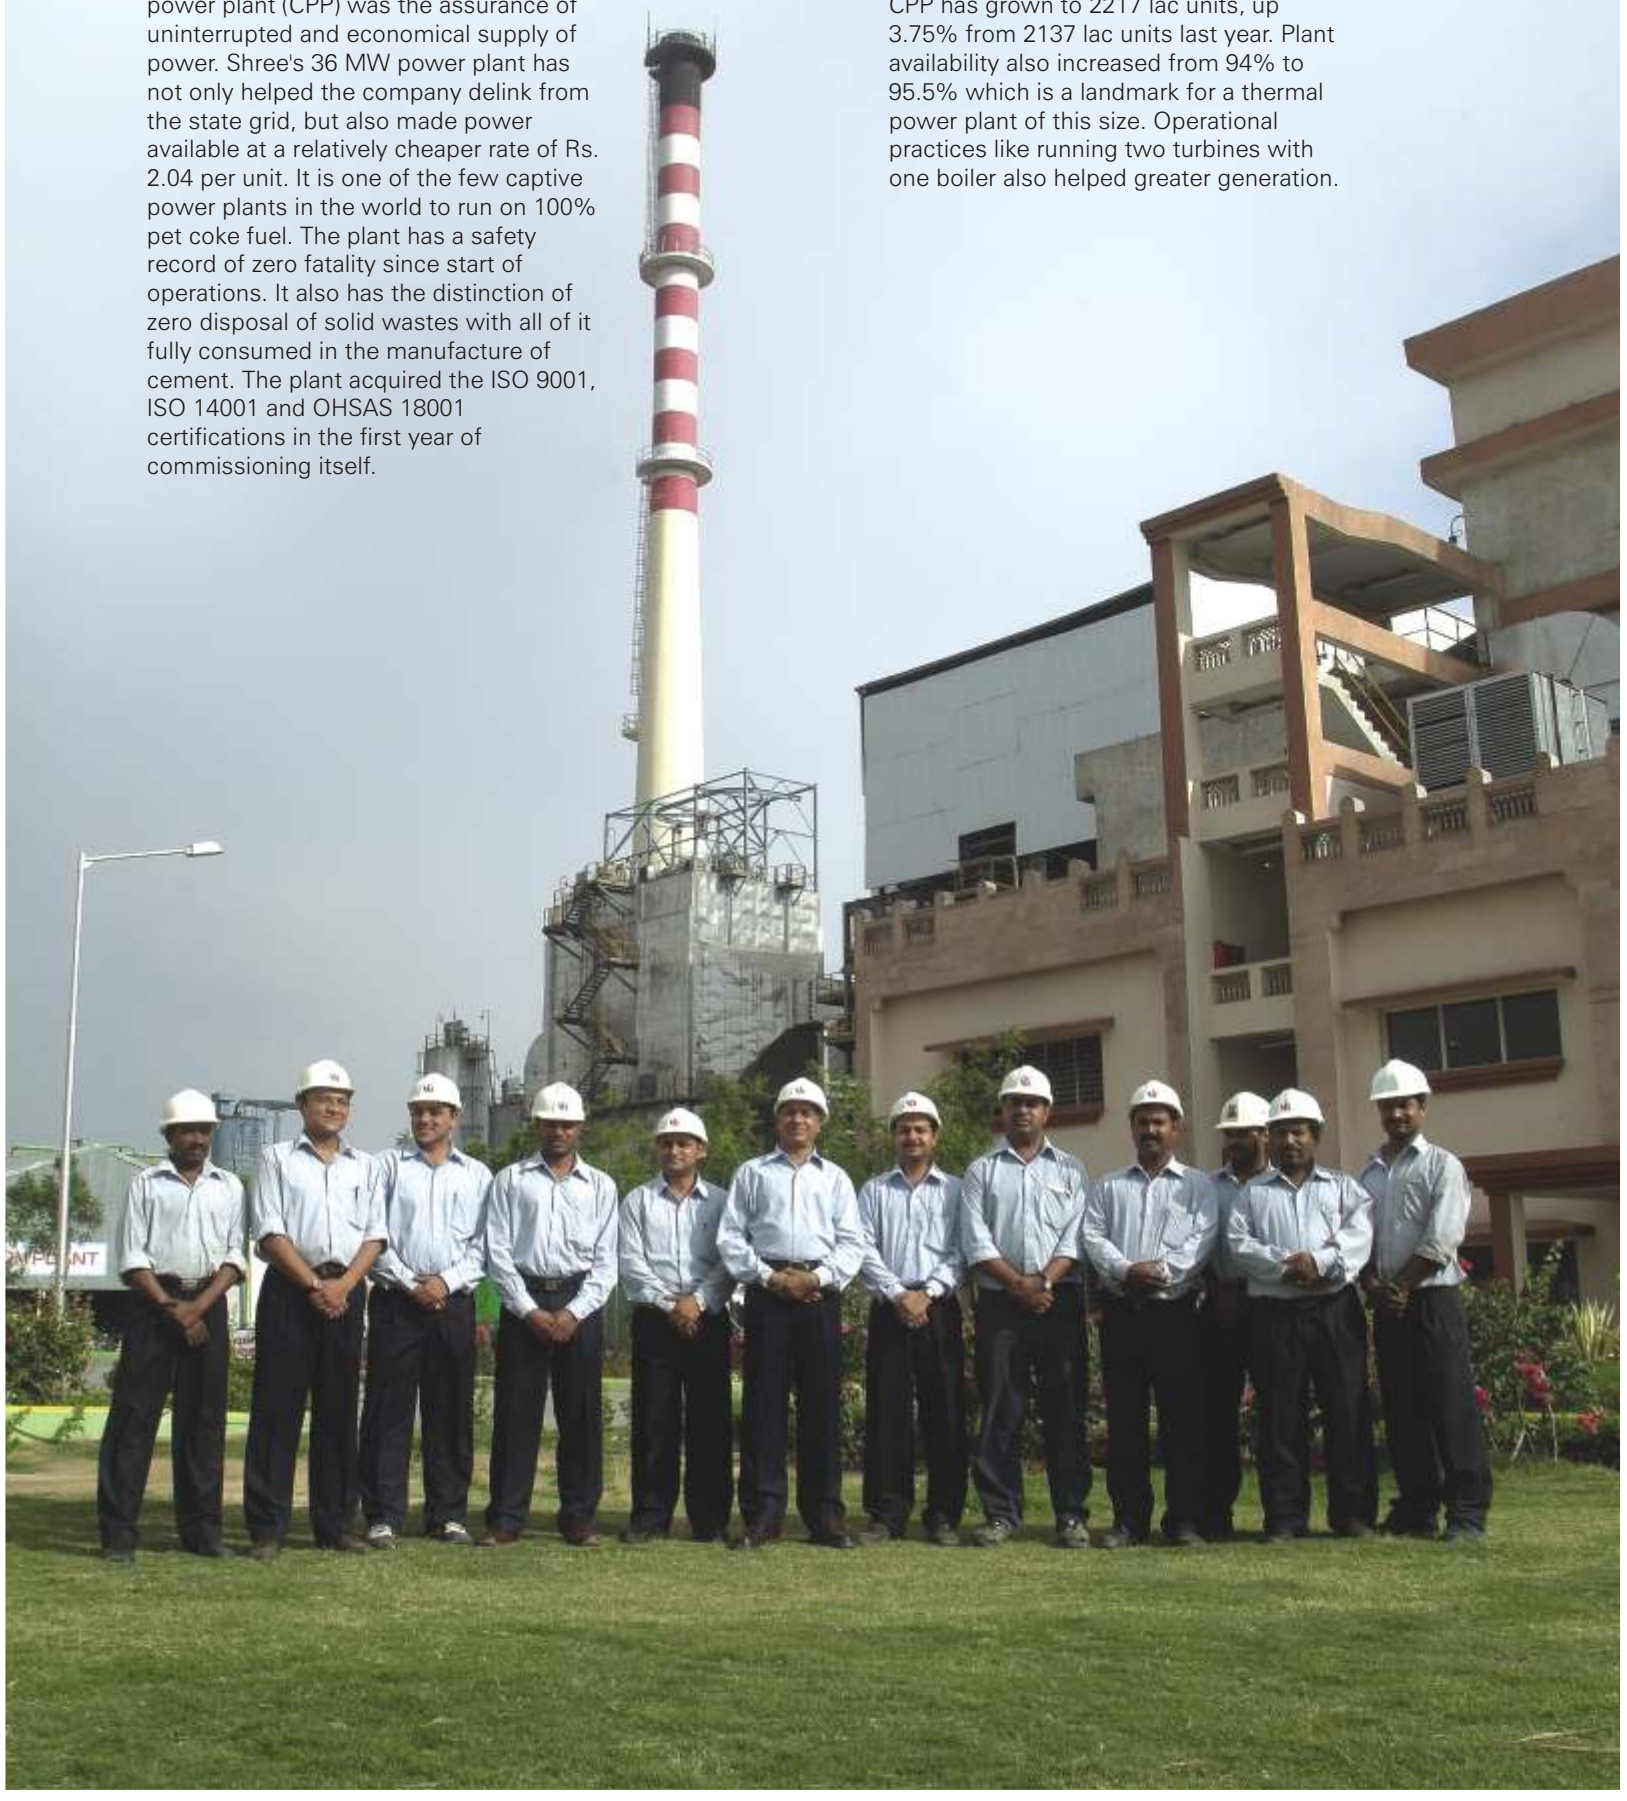 power plant (CPP) was the assurance of
uninterrupted and economical supply of
power. Shree's 36 MW power plant has
not only helped the company delink from
the state grid, but also made power
available at a relatively cheaper rate of Rs.
2.04 per unit. It is one of the few captive
power plants in the world to run on 100%
pet coke fuel. The plant has a safety
record of zero fatality since start of
operations. It also has the distinction of
zero disposal of solid wastes with all of it
fully consumed in the manufacture of
cement. The plant acquired the ISO 9001,
ISO 14001 and OHSAS 18001
certifications in the first year of
commissioning itself.
CPP has grown to 2217 lac units, up
3.75% from 2137 lac units last year. Plant
availability also increased from 94% to
95.5% which is a landmark for a thermal
power plant of this size. Operational
practices like running two turbines with
one boiler also helped greater generation.